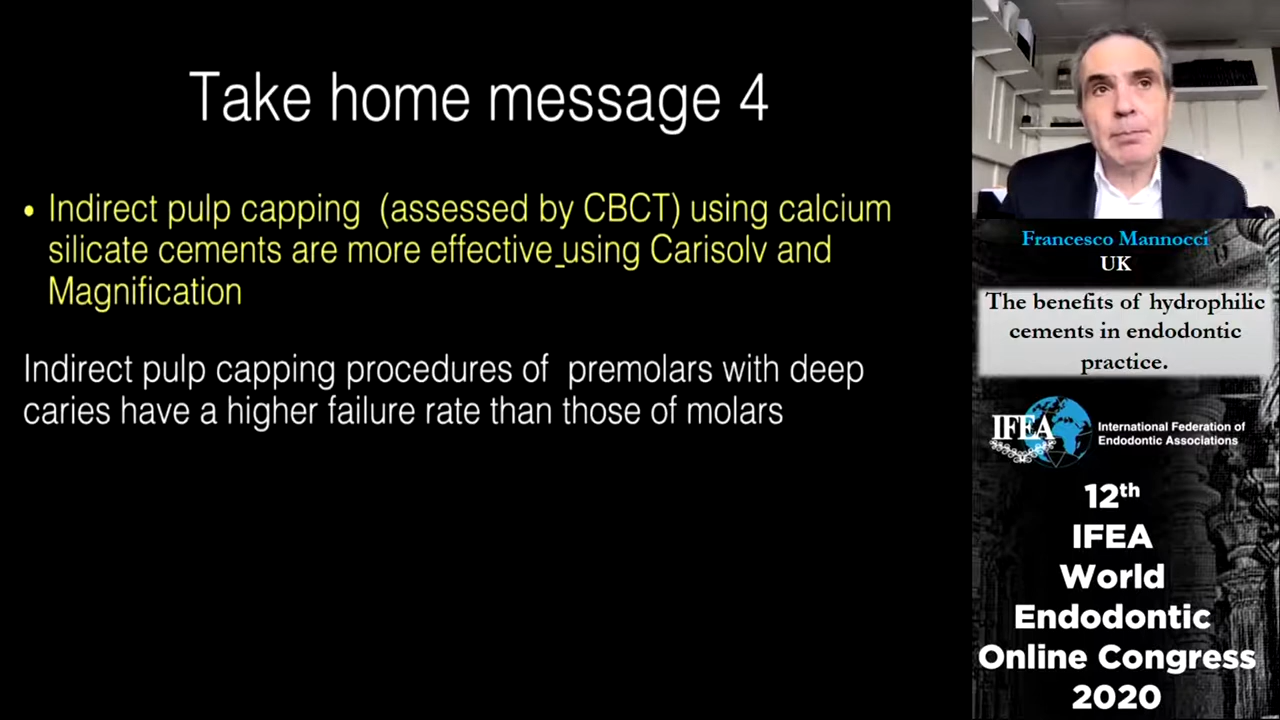 Take home message 4
• Indirect pulp capping (assessed by CBCT) using calcium
silicate cements are more effective_using Carisolv and
Magnification
Indirect pulp capping procedures of premolars with deep
caries have a higher failure rate than those of molars
Francesco Mannocci
UK
The benefits of hydrophilic
cements in endodontic
practice.
IFEA
International Federation of
Endodontic Associations
12th
IFEA
World
Endodontic
Online Congress
2020